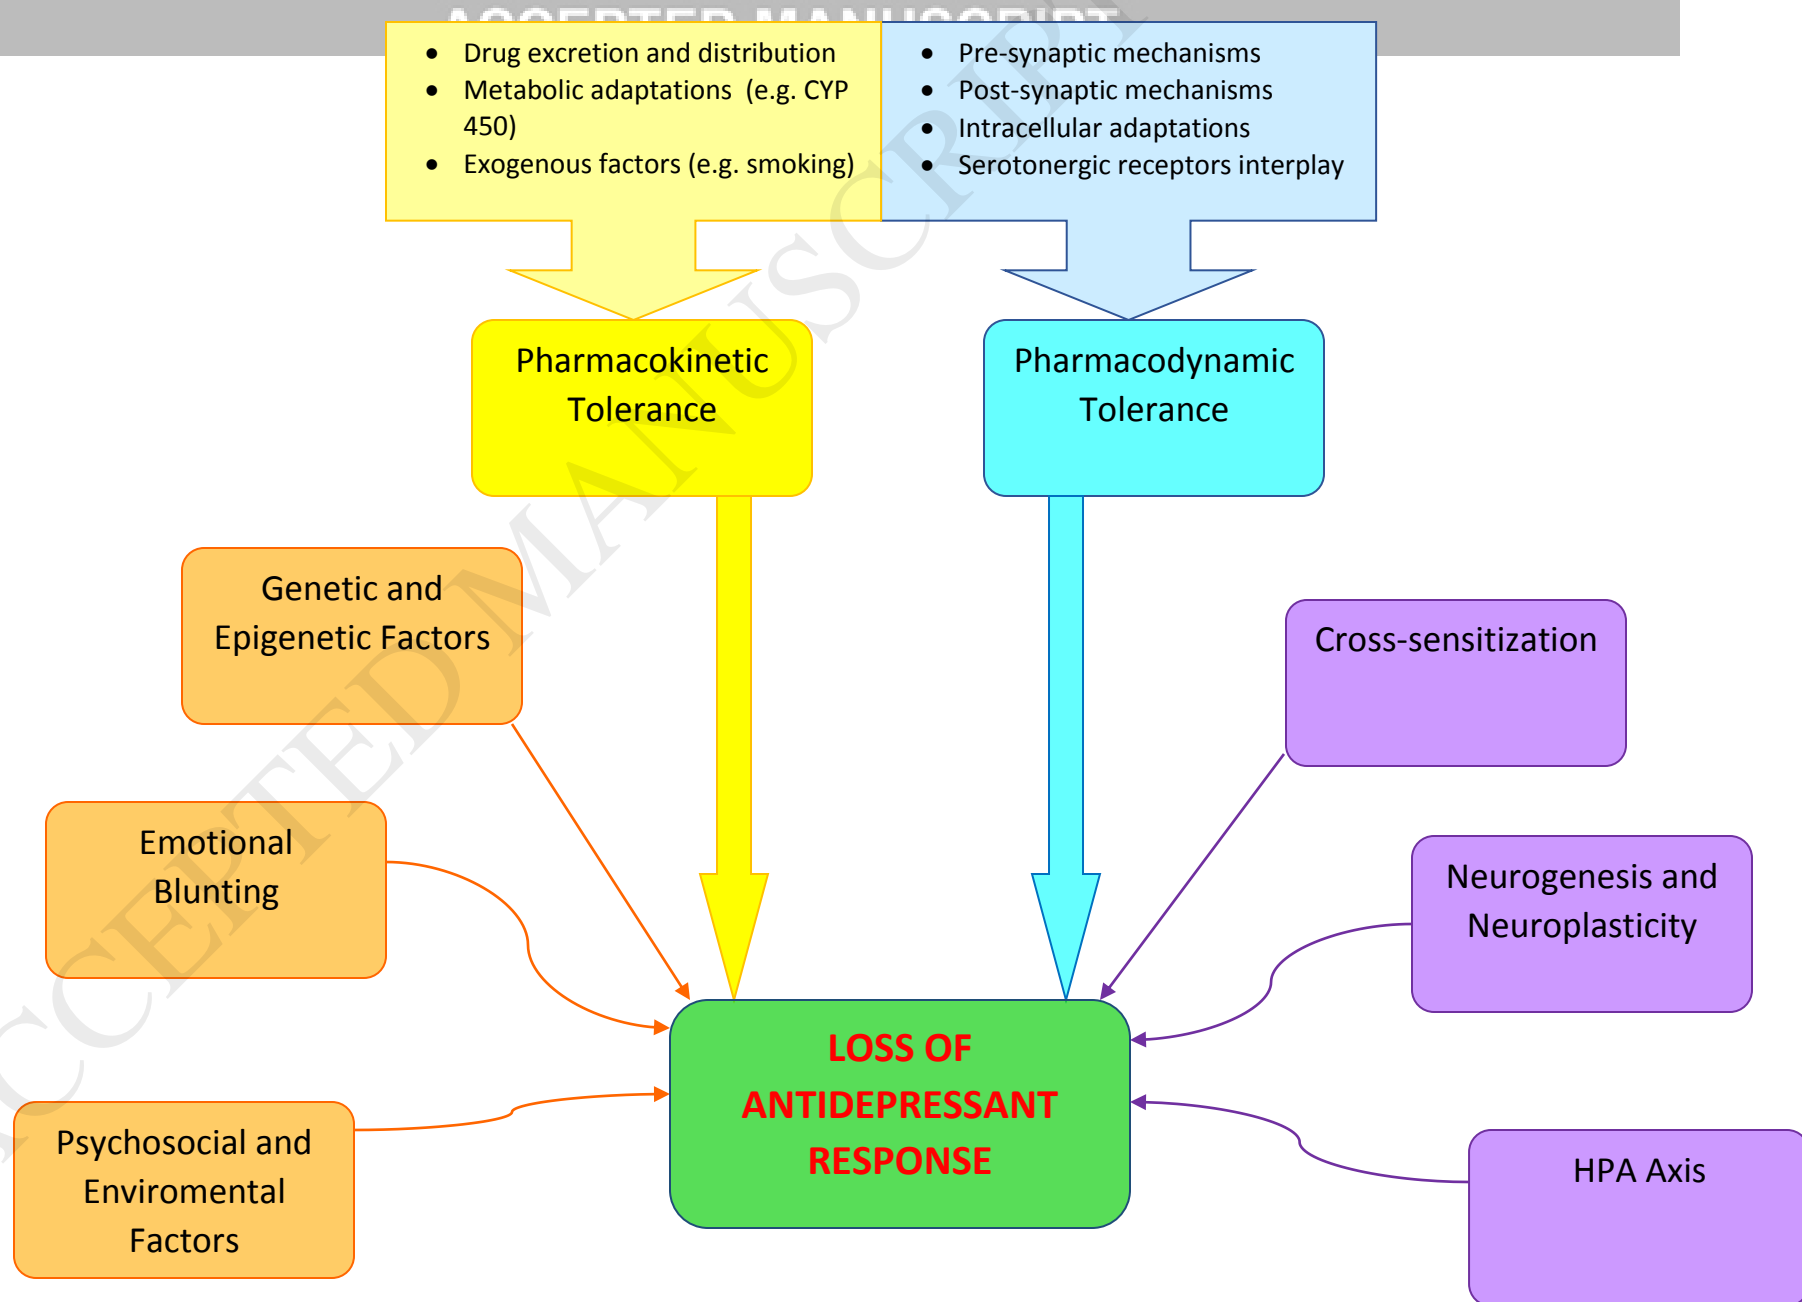 ACCEPTED MANUSCRIPT
• Drug excretion and distribution
• Metabolic adaptations (e.g. CYP
450)
• Exogenous factors (e.g. smoking)
• Pre-synaptic mechanisms
• Post-synaptic mechanisms
• Intracellular adaptations
• Serotonergic receptors interplay
Pharmacokinetic
Tolerance
Pharmacodynamic
Tolerance
Genetic and
Epigenetic Factors
Cross-sensitization
Emotional
Blunting
Neurogenesis and
Neuroplasticity
LOSS OF
ANTIDEPRESSANT
RESPONSE
Psychosocial and
Enviromental
Factors
HPA Axis
ACCEPTED MANUSCRIPT